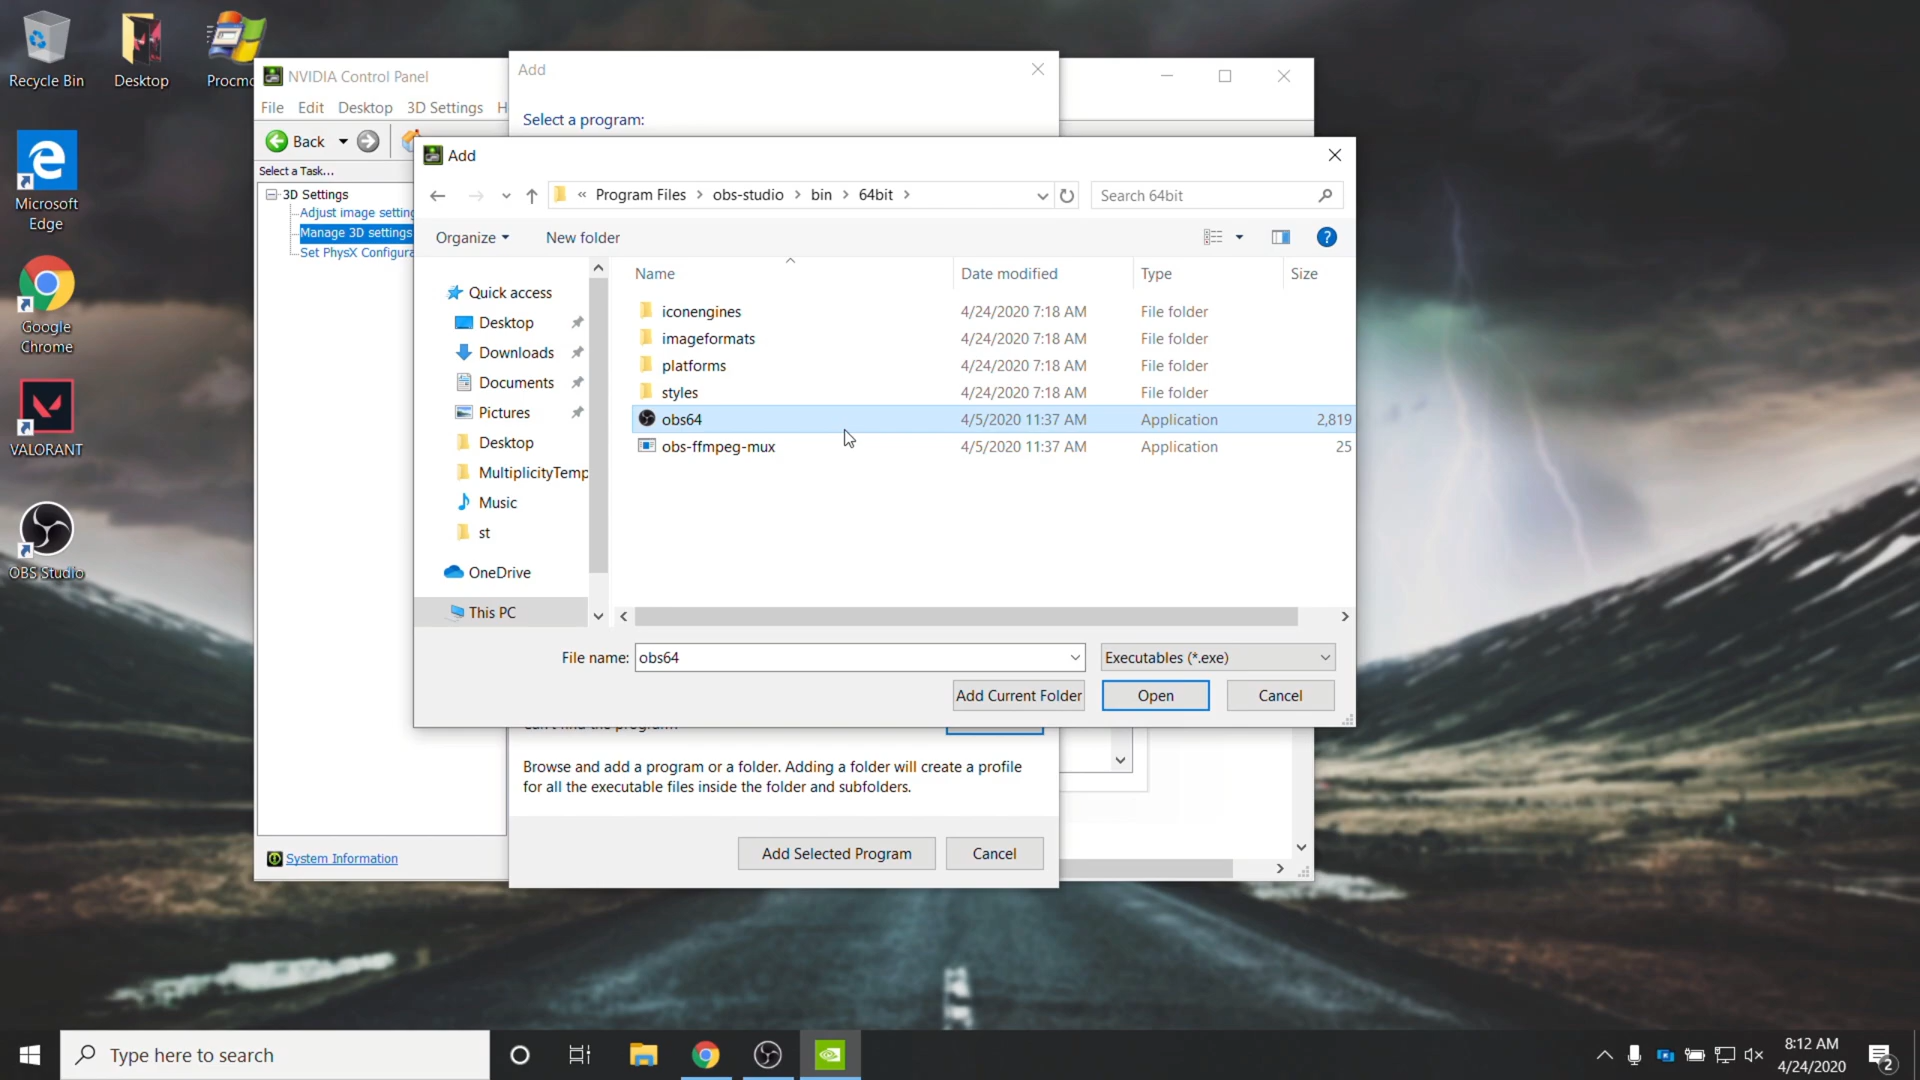 Recycle Bin
Desktop
Procmo
Microsoft
Edge
Google
Chrome
VALORANT
OBS Studio
NVIDIA Control Panel
File Edit Desktop 3D Settings H
Back
Select a Task...
3D Settings
Adjust image setting
Manage 3D settings
Set PhysX Configura
System Information
Add
Select a program:
Add
« Program Files > obs-studio > bin > 64bit >
Search 64bit
Organize
New folder
?
Quick access
Desktop
Downloads
Documents
Pictures
Desktop
MultiplicityTemp
Music
st
OneDrive
This PC
Name Date modified Type Size
iconengines 4/24/2020 7:18 AM File folder
imageformats 4/24/2020 7:18 AM File folder
platforms 4/24/2020 7:18 AM File folder
styles 4/24/2020 7:18 AM File folder
obs64 4/5/2020 11:37 AM Application 2,819
obs-ffmpeg-mux 4/5/2020 11:37 AM Application 25
File name: obs64
Executables (*.exe)
Add Current Folder Open Cancel
Browse and add a program or a folder. Adding a folder will create a profile
for all the executable files inside the folder and subfolders.
Add Selected Program Cancel
Type here to search
8:12 AM
4/24/2020
2